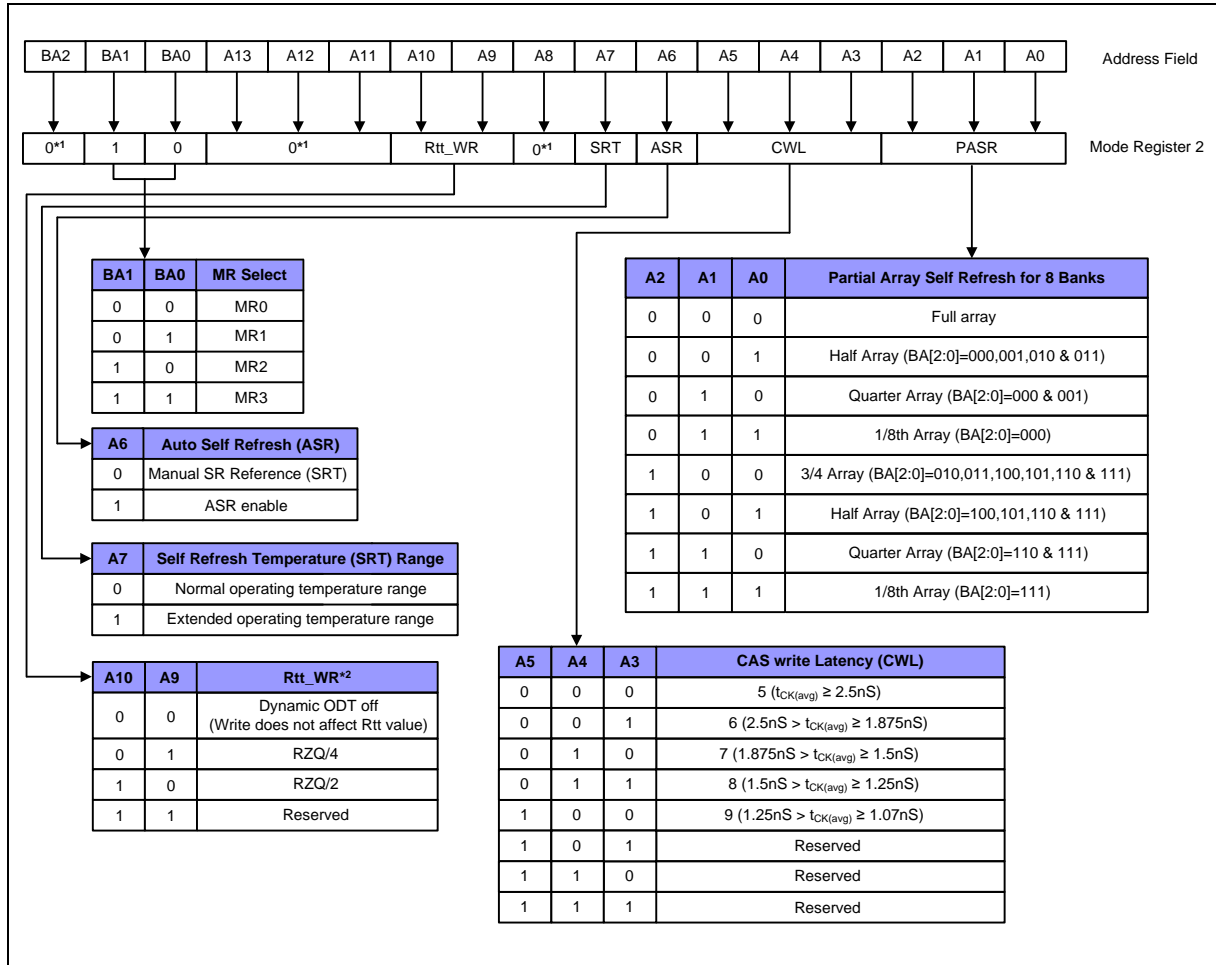 BA2 BA1 BA0 A13 A12 A11 A10 A9 A8 A7 A6 A5 A4 A3 A2 A1 A0 Address Field
0*1 1 0 0*1 Rtt_WR 0*1 SRT ASR CWL PASR Mode Register 2
BA1 BA0 MR Select
0 0 MR0
0 1 MR1
1 0 MR2
1 1 MR3
A6 Auto Self Refresh (ASR)
0 Manual SR Reference (SRT)
1 ASR enable
A7 Self Refresh Temperature (SRT) Range
0 Normal operating temperature range
1 Extended operating temperature range
A10 A9 Rtt_WR*2
0 0 Dynamic ODT off
(Write does not affect Rtt value)
0 1 RZQ/4
1 0 RZQ/2
1 1 Reserved
A2 A1 A0 Partial Array Self Refresh for 8 Banks
0 0 0 Full array
0 0 1 Half Array (BA[2:0]=000,001,010 & 011)
0 1 0 Quarter Array (BA[2:0]=000 & 001)
0 1 1 1/8th Array (BA[2:0]=000)
1 0 0 3/4 Array (BA[2:0]=010,011,100,101,110 & 111)
1 0 1 Half Array (BA[2:0]=100,101,110 & 111)
1 1 0 Quarter Array (BA[2:0]=110 & 111)
1 1 1 1/8th Array (BA[2:0]=111)
A5 A4 A3 CAS write Latency (CWL)
0 0 0 5 (tCK(avg) ≥ 2.5nS)
0 0 1 6 (2.5nS > tCK(avg) ≥ 1.875nS)
0 1 0 7 (1.875nS > tCK(avg) ≥ 1.5nS)
0 1 1 8 (1.5nS > tCK(avg) ≥ 1.25nS)
1 0 0 9 (1.25nS > tCK(avg) ≥ 1.07nS)
1 0 1 Reserved
1 1 0 Reserved
1 1 1 Reserved